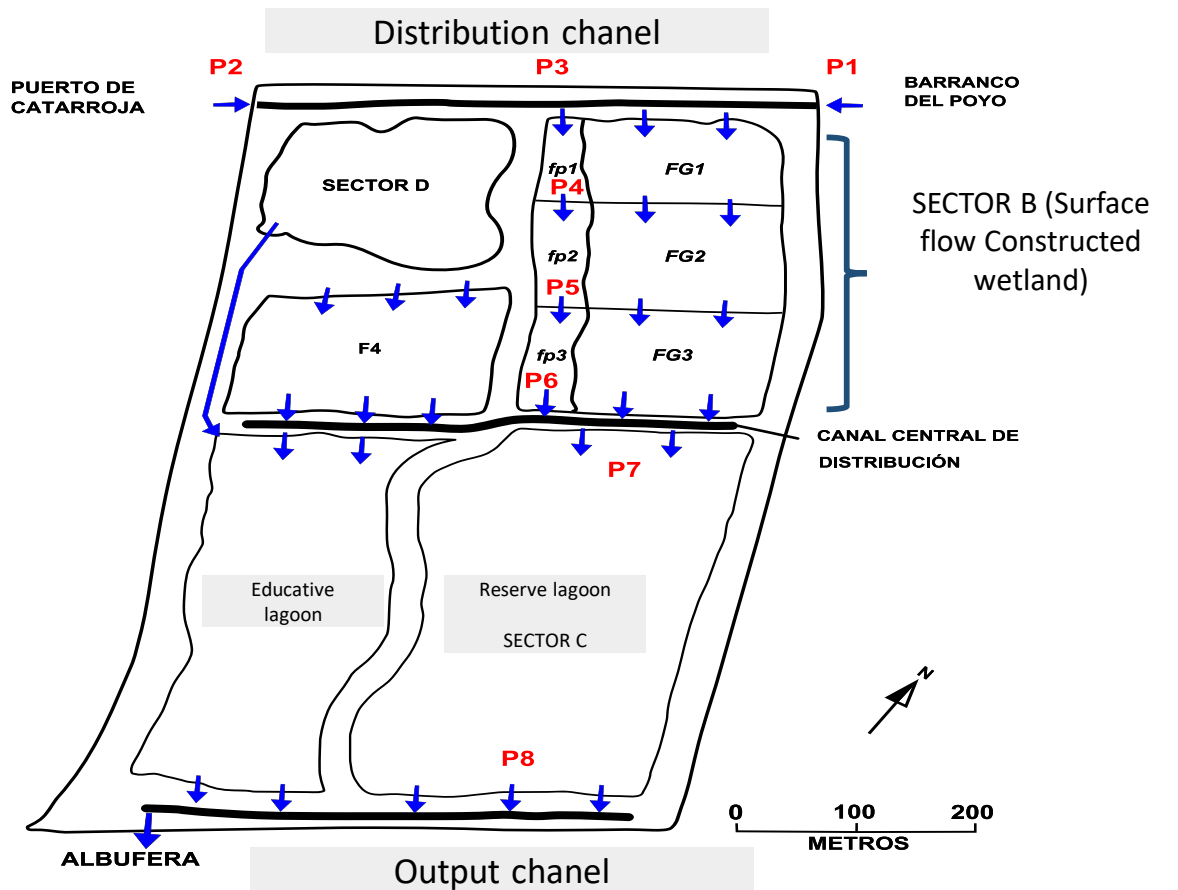 Distribution chanel
P2
P3
P1
PUERTO DE
CATARROJA
BARRANCO
DEL POYO
SECTOR D
fp1
FG1
P4
fp2
FG2
P5
F4
fp3
FG3
P6
SECTOR B (Surface
flow Constructed
wetland)
CANAL CENTRAL DE
DISTRIBUCIÓN
P7
Educative
lagoon
Reserve lagoon
SECTOR C
N
P8
0
100
200
METROS
ALBUFERA
Output chanel